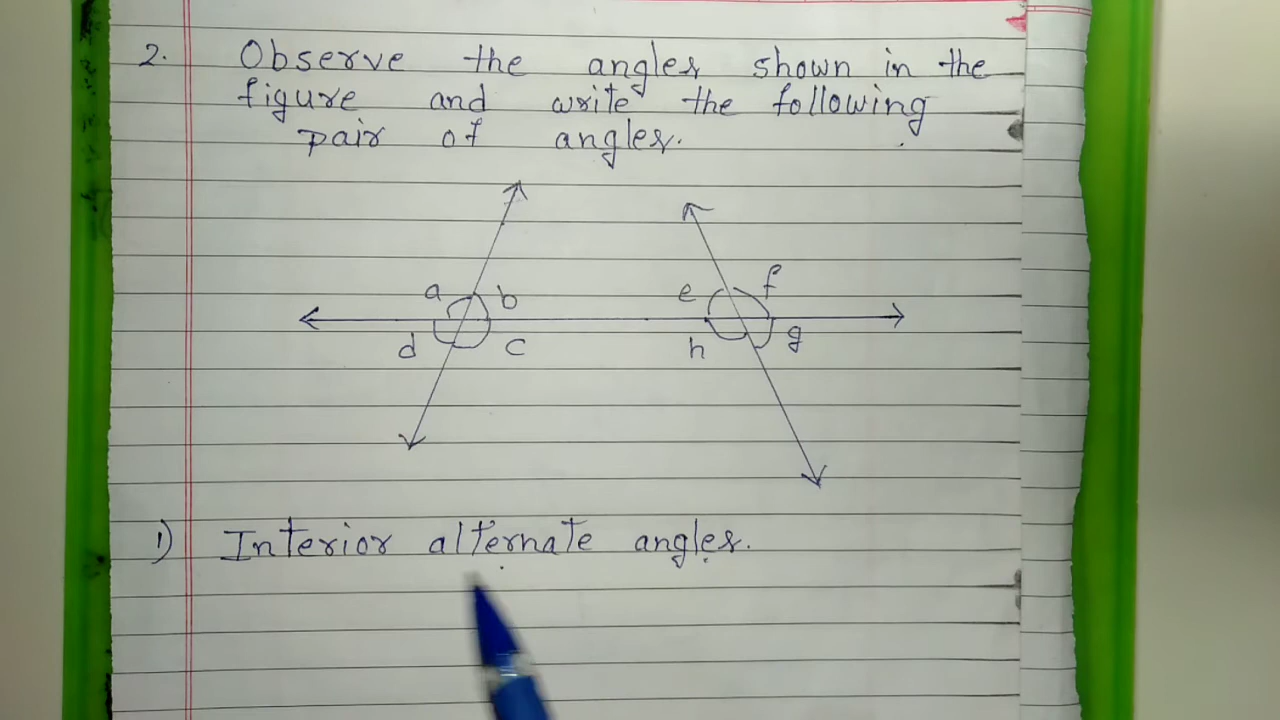 2. Observe the angles shown in the
figure and write the following
pair of angles.
a b e f
d c h g
1) Interior alternate angles.